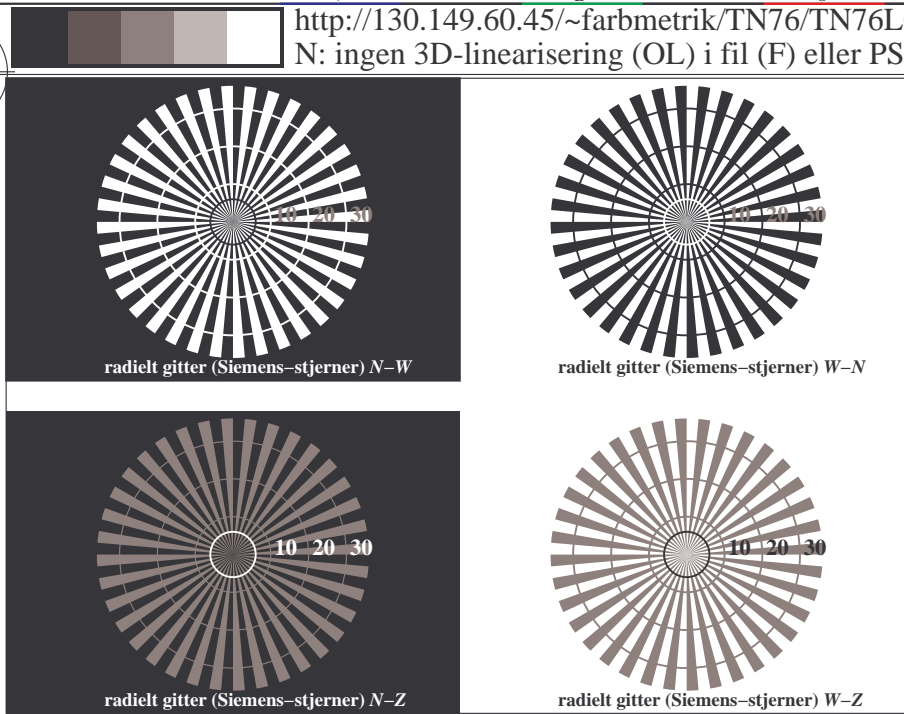 http://130.149.60.45/~farbmetrik/TN76/TN76L
N: ingen 3D-linearisering (OL) i fil (F) eller PS
10 20 30
radielt gitter (Siemens−stjerner) N−W
10 20 30
radielt gitter (Siemens−stjerner) W−N
10 20 30
radielt gitter (Siemens−stjerner) N−Z
10 20 30
radielt gitter (Siemens−stjerner) W−Z